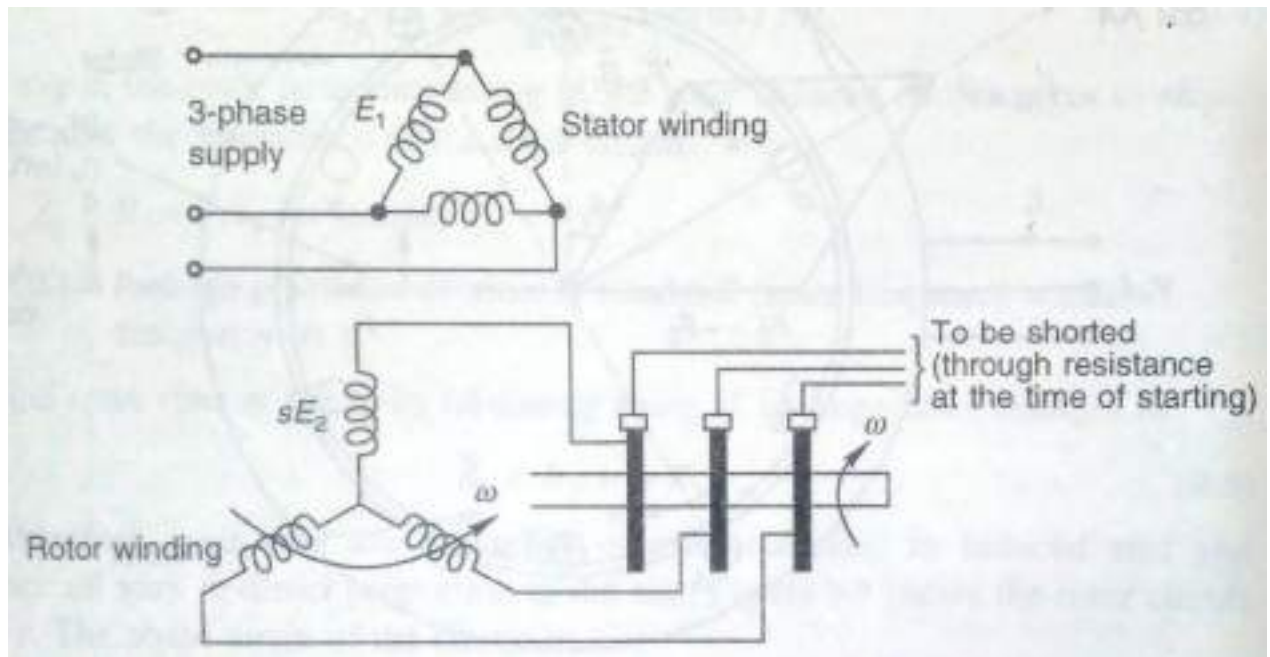 3-phase
supply
E₁
Stator winding
To be shorted
(through resistance
at the time of starting)
sE₂
ω
ω
Rotor winding